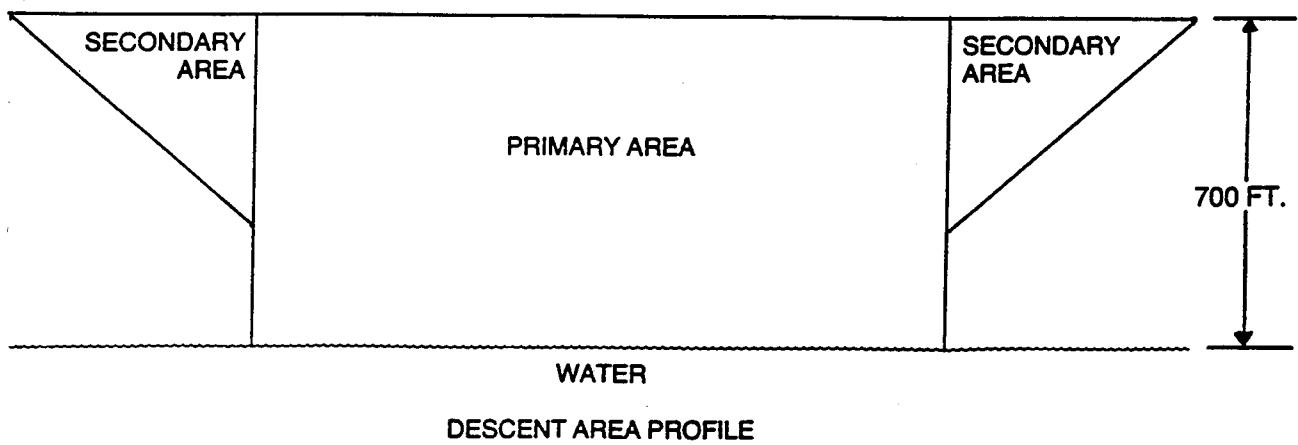 SECONDARY
AREA
SECONDARY
AREA
PRIMARY AREA
700 FT.
WATER
DESCENT AREA PROFILE